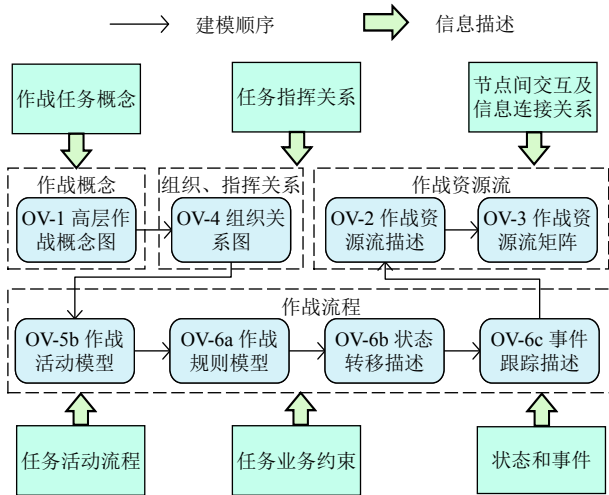 建模顺序
信息描述
作战任务概念
任务指挥关系
节点间交互及
信息连接关系
作战概念
组织、指挥关系
作战资源流
OV-1 高层作
战概念图
OV-4 组织关
系图
OV-2 作战资
源流描述
OV-3 作战资
源流矩阵
作战流程
OV-5b 作战
活动模型
OV-6a 作战
规则模型
OV-6b 状态
转移描述
OV-6c 事件
跟踪描述
任务活动流程
任务业务约束
状态和事件